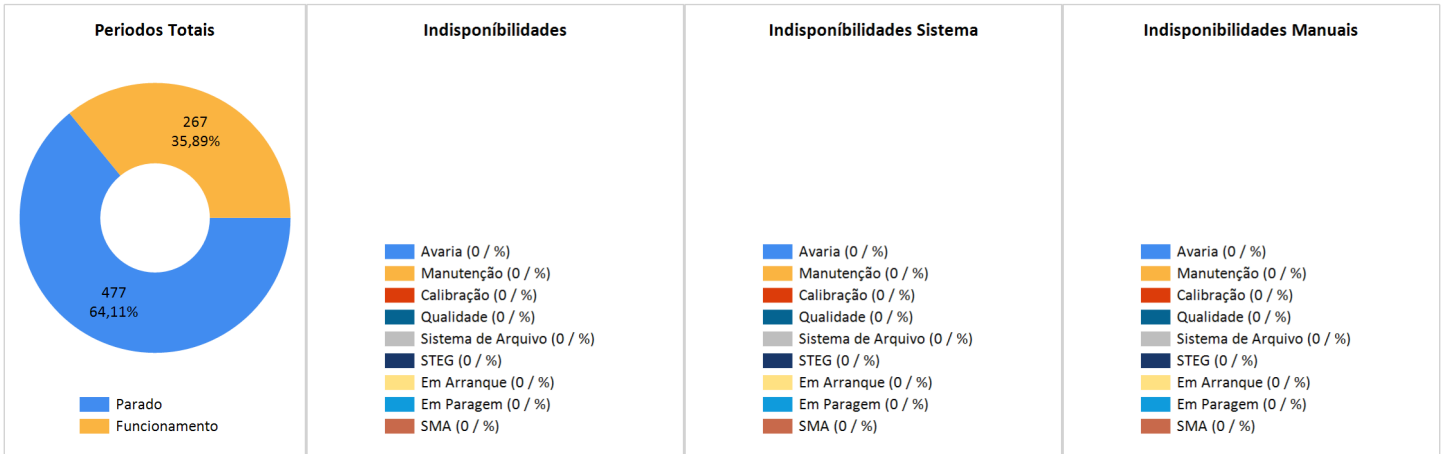 Periodos Totais
267
35,89%
477
64,11%
Parado
Funcionamento
Indisponíbilidades
Avaria (0 / %)
Manutenção (0 / %)
Calibração (0 / %)
Qualidade (0 / %)
Sistema de Arquivo (0 / %)
STEG (0 / %)
Em Arranque (0 / %)
Em Paragem (0 / %)
SMA (0 / %)
Indisponíbilidades Sistema
Avaria (0 / %)
Manutenção (0 / %)
Calibração (0 / %)
Qualidade (0 / %)
Sistema de Arquivo (0 / %)
STEG (0 / %)
Em Arranque (0 / %)
Em Paragem (0 / %)
SMA (0 / %)
Indisponibilidades Manuais
Avaria (0 / %)
Manutenção (0 / %)
Calibração (0 / %)
Qualidade (0 / %)
Sistema de Arquivo (0 / %)
STEG (0 / %)
Em Arranque (0 / %)
Em Paragem (0 / %)
SMA (0 / %)